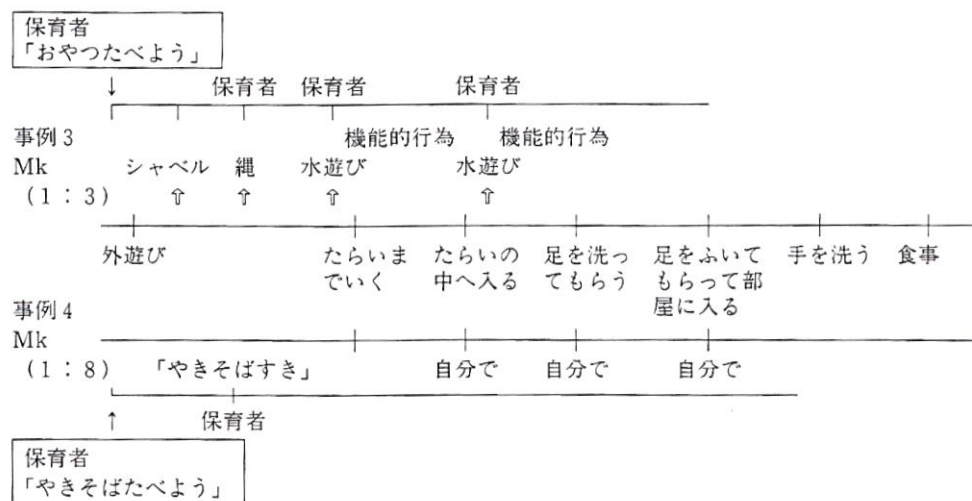 保育者
「おやつたべよう」
↓ 保育者 保育者 保育者
事例3 機能的行為 機能的行為
Mk シャベル 縄 水遊び 水遊び
(1:3) ⇧ ⇧ ⇧ ⇧
外遊び たらいま たらいの 足を洗っ 足をふいて 手を洗う 食事
でいく 中へ入る てもらう もらって部
屋に入る
事例4
Mk
(1:8) 「やきそばすき」 自分で 自分で 自分で
↑ 保育者
保育者
「やきそばたべよう」